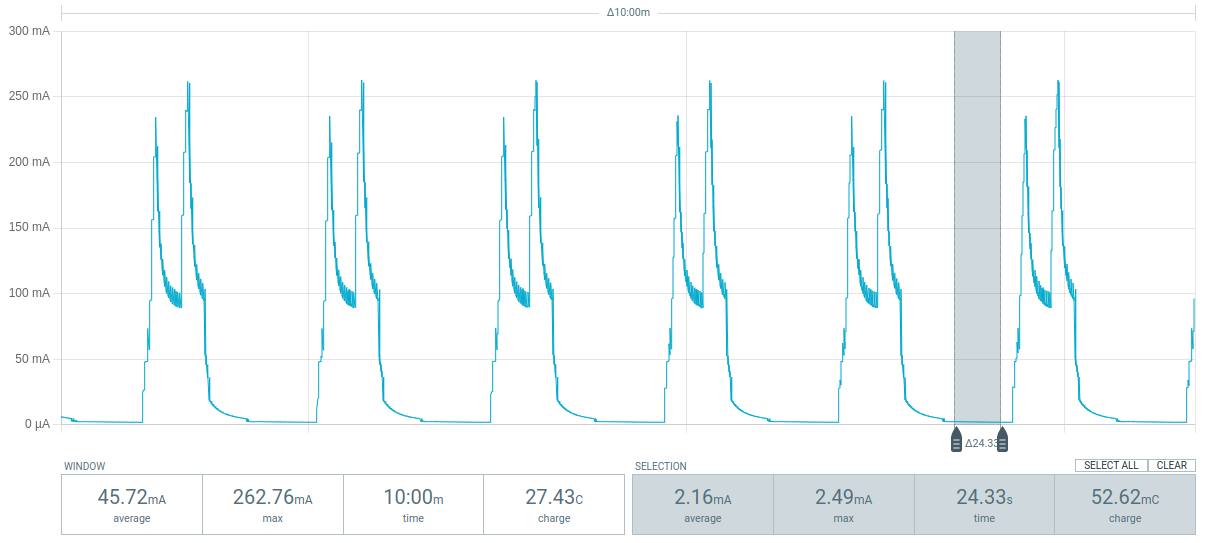 Δ10:00m
300 mA
250 mA
200 mA
150 mA
100 mA
50 mA
0 µA
Δ24.33
WINDOW
SELECTION
SELECT ALL
CLEAR
45.72mA
262.76mA
10:00m
27.43C
2.16mA
2.49mA
24.33s
52.62mC
average
max
time
charge
average
max
time
charge